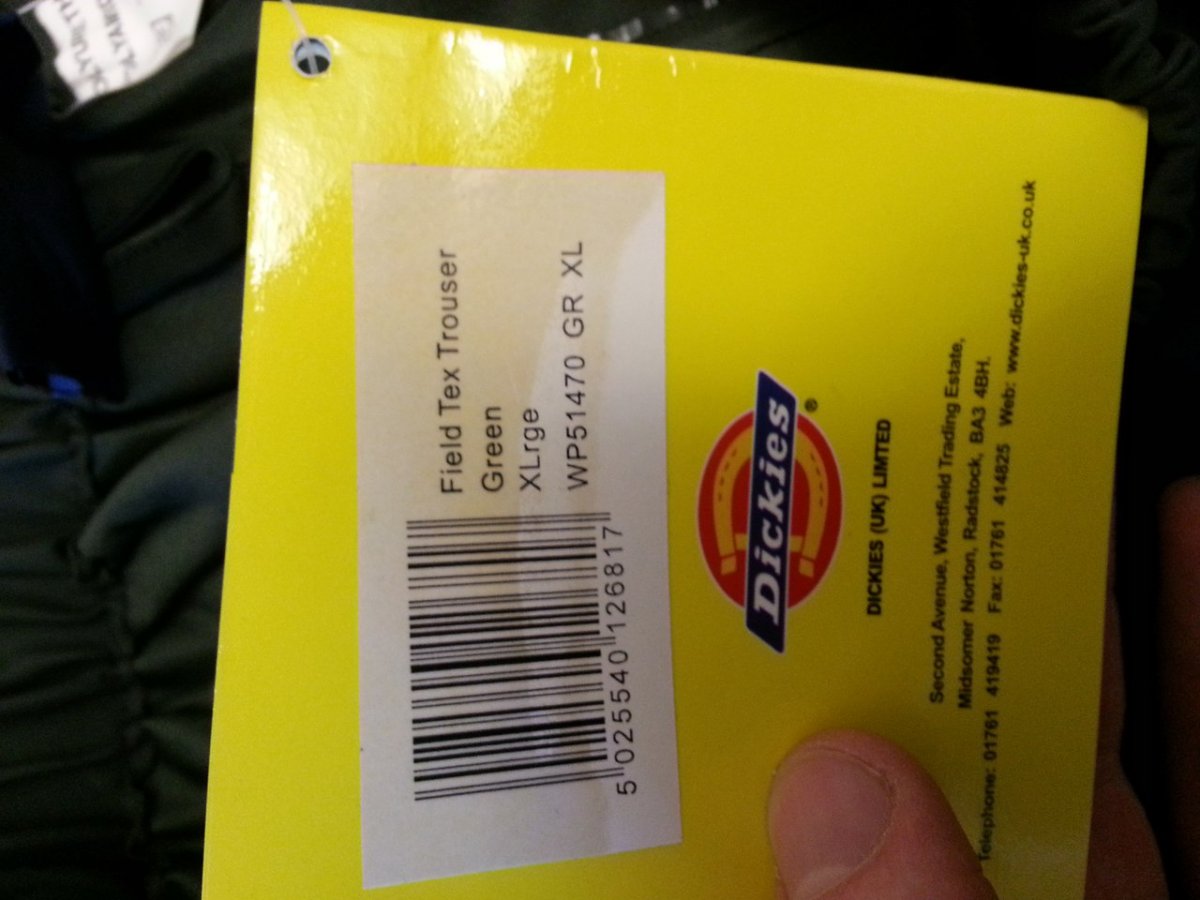 Field Tex Trouser
Green
XLrge
WP51470 GR XL
5 025540 126817
Dickies®
DICKIES (UK) LIMTED
Second Avenue, Westfield Trading Estate,
Midsomer Norton, Radstock, BA3 4BH.
Telephone: 01761 419419 Fax: 01761 414825 Web: www.dickies-uk.co.uk